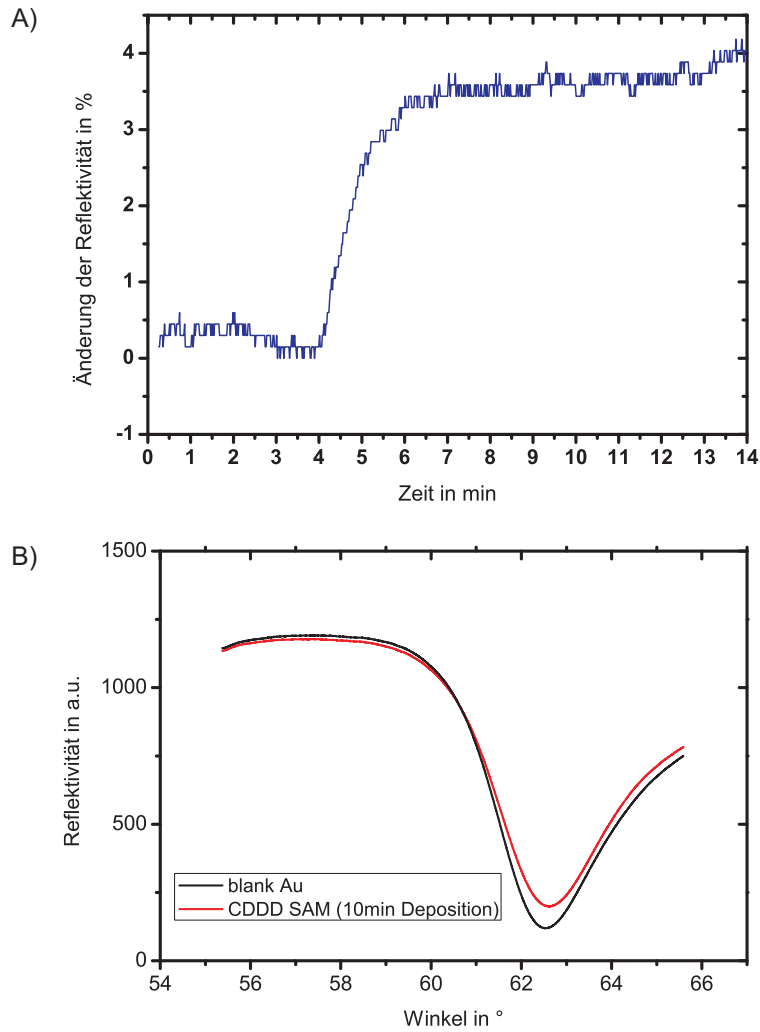 A)
Änderung der Reflektivität in %
4
3
2
1
0
-1
0 1 2 3 4 5 6 7 8 9 10 11 12 13 14
Zeit in min
B)
Reflektivität in a.u.
1500
1000
500
0
blank Au
CDDD SAM (10min Deposition)
54 56 58 60 62 64 66
Winkel in °